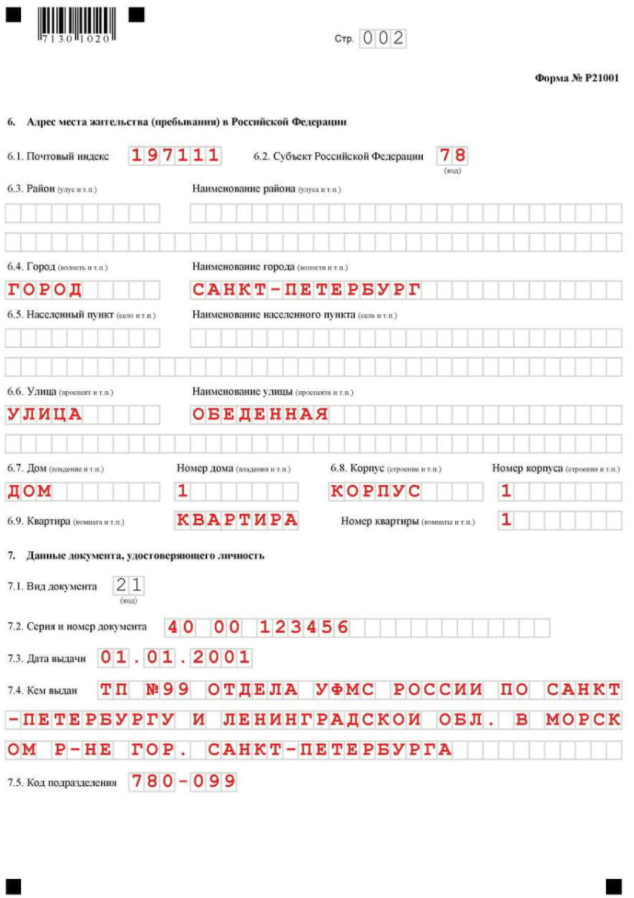 7130 1020
Стр. 002
Форма № Р21001
6. Адрес места жительства (пребывания) в Российской Федерации
6.1. Почтовый индекс 197111 6.2. Субъект Российской Федерации 78
(код)
6.3. Район (улус и т.п.) Наименование района (улуса и т.п.)
6.4. Город (волость и т.п.) Наименование города (волости и т.п.)
ГОРОД САНКТ-ПЕТЕРБУРГ
6.5. Населенный пункт (село и т.п.) Наименование населенного пункта (села и т.п.)
6.6. Улица (проспект и т.п.) Наименование улицы (проспекта и т.п.)
УЛИЦА ОБЕДЕННАЯ
6.7. Дом (владение и т.п.) Номер дома (владения и т.п.) 6.8. Корпус (строение и т.п.) Номер корпуса (строения и т.п.)
ДОМ 1 КОРПУС 1
6.9. Квартира (комната и т.п.) КВАРТИРА Номер квартиры (комнаты и т.п.) 1
7. Данные документа, удостоверяющего личность
7.1. Вид документа 21
(код)
7.2. Серия и номер документа 40 00 123456
7.3. Дата выдачи 01.01.2001
7.4. Кем выдан ТП №99 ОТДЕЛА УФМС РОССИИ ПО САНКТ
-ПЕТЕРБУРГУ И ЛЕНИНГРАДСКОИ ОБЛ. В МОРСК
ОМ Р-НЕ ГОР. САНКТ-ПЕТЕРБУРГА
7.5. Код подразделения 780-099